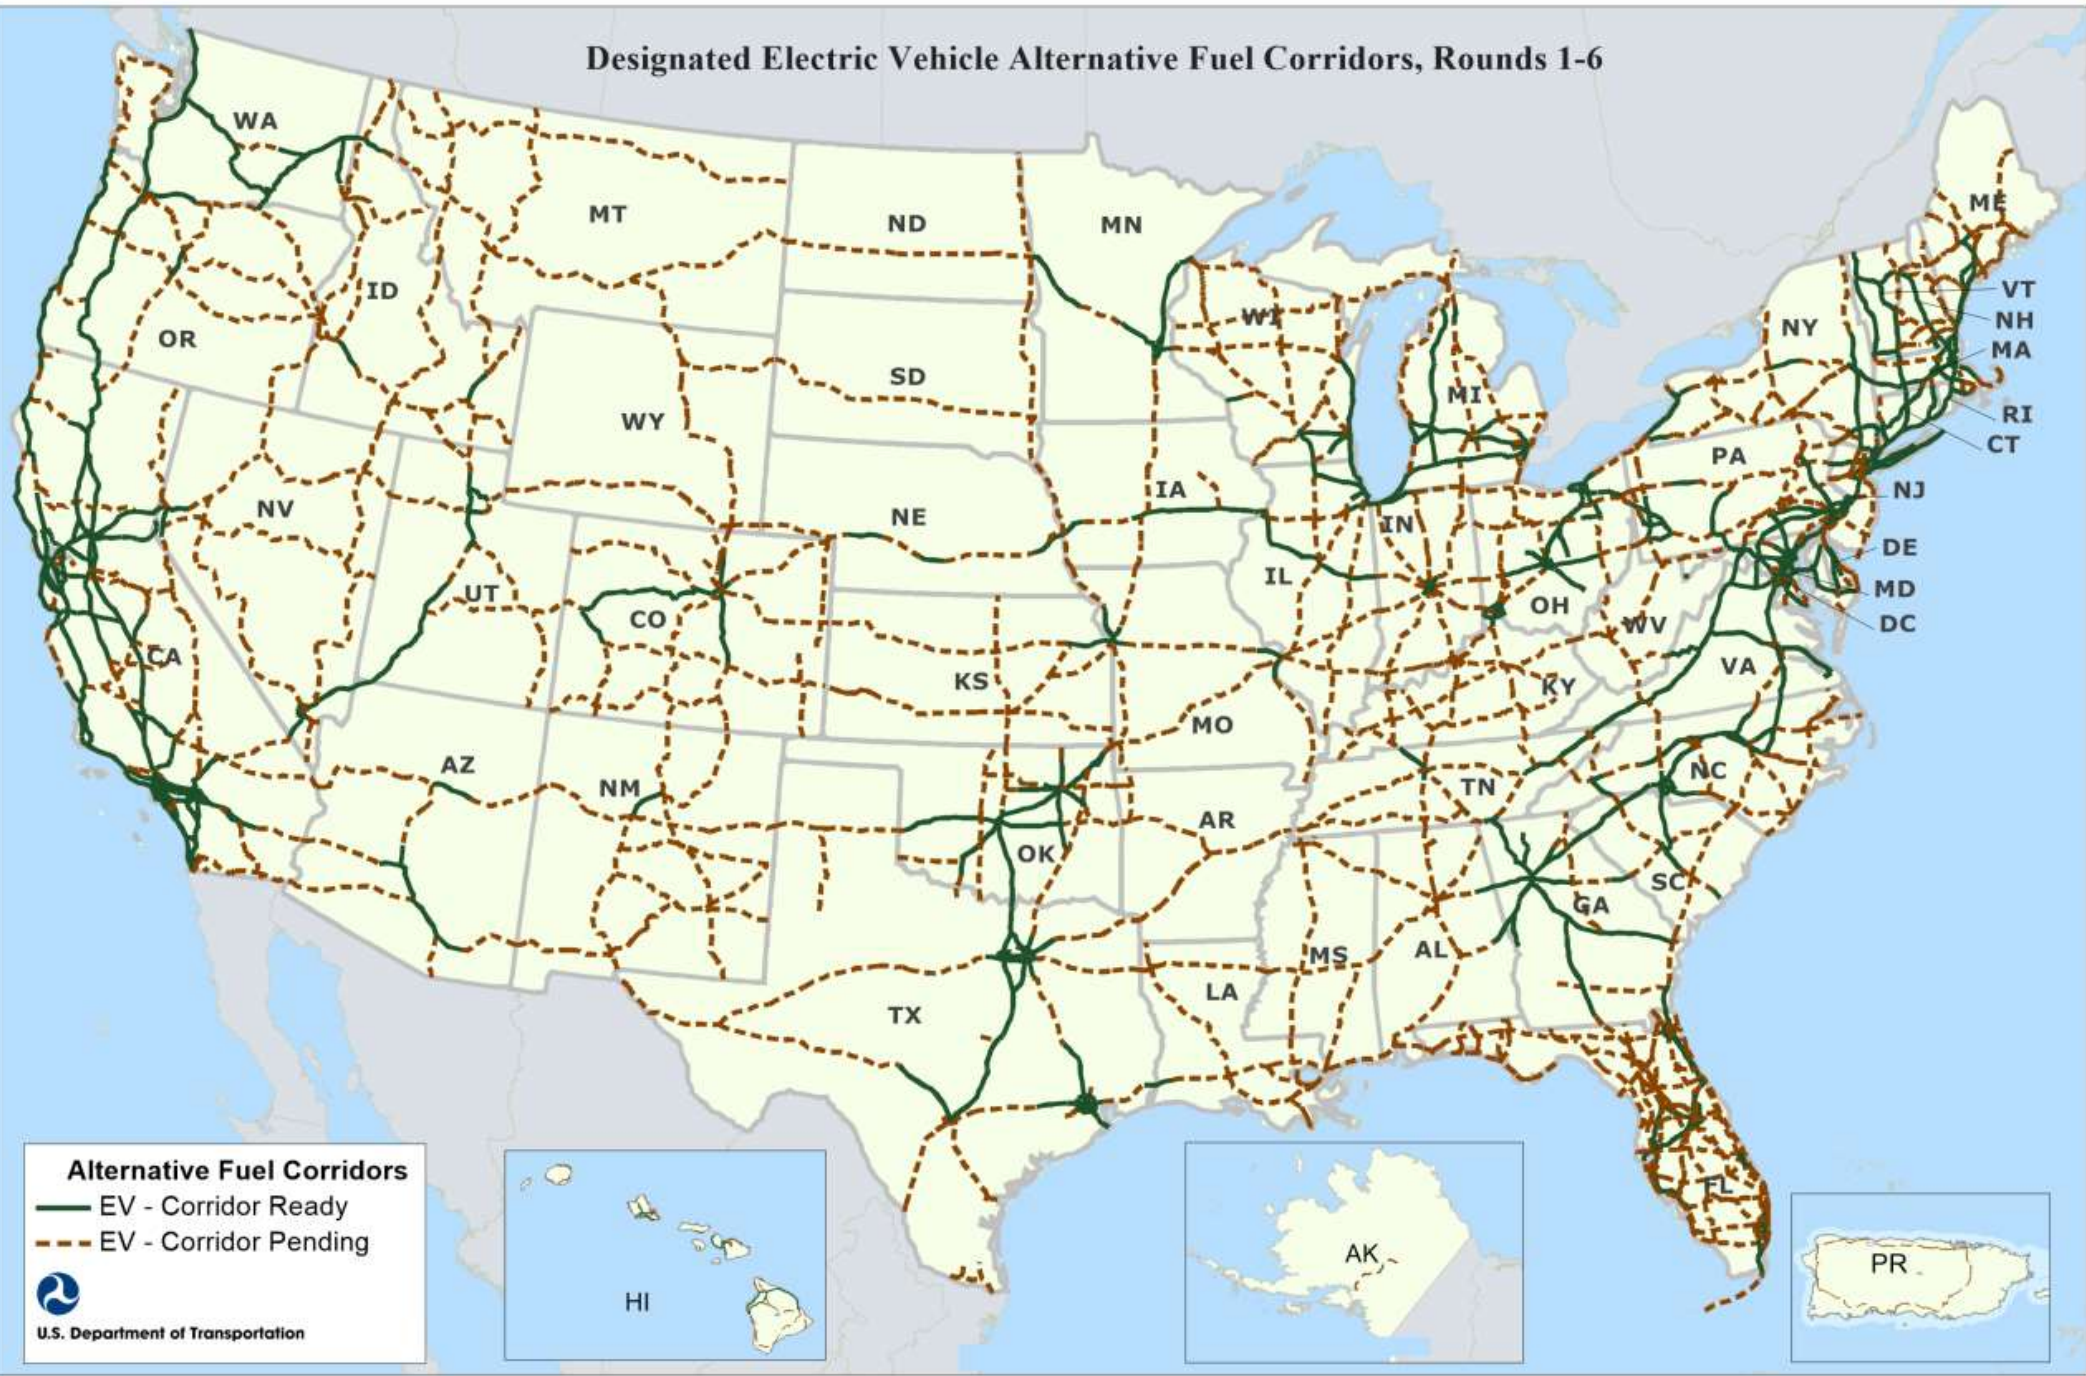 Designated Electric Vehicle Alternative Fuel Corridors, Rounds 1-6
WA
MT
ND
MN
ME
ID
OR
WI
NY
VT
NH
MA
SD
MI
RI
WY
CT
PA
IA
NV
NE
IN
NJ
UT
CO
IL
OH
DE
MD
DC
WV
CA
KS
KY
VA
MO
AZ
NM
TN
NC
AR
OK
SC
GA
MS
AL
LA
TX
FL
Alternative Fuel Corridors
EV - Corridor Ready
EV - Corridor Pending
U.S. Department of Transportation
HI
AK
PR